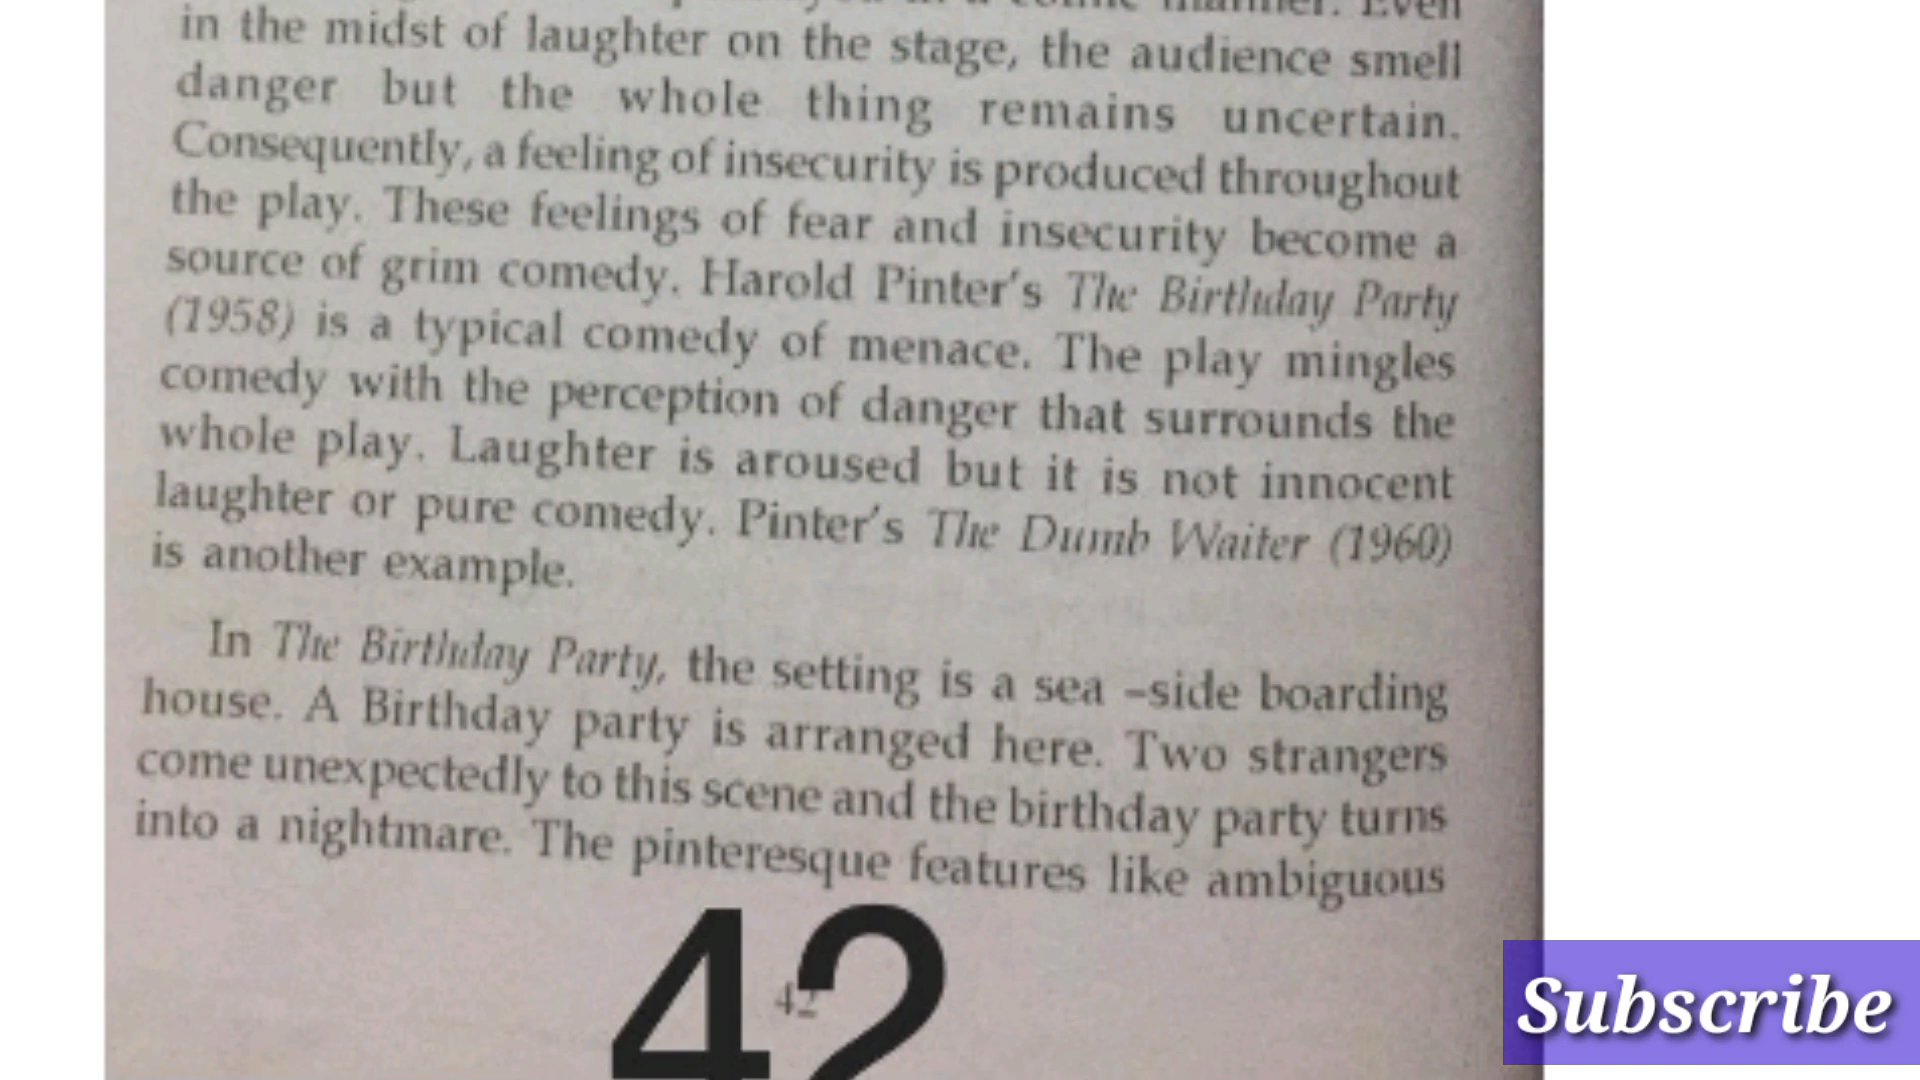 manner. Even
in the midst of laughter on the stage, the audience smell
danger but the whole thing remains uncertain.
Consequently, a feeling of insecurity is produced throughout
the play. These feelings of fear and insecurity become a
source of grim comedy. Harold Pinter's The Birthday Party
(1958) is a typical comedy of menace. The play mingles
comedy with the perception of danger that surrounds the
whole play. Laughter is aroused but it is not innocent
laughter or pure comedy. Pinter's The Dumb Waiter (1960)
is another example.
In The Birthday Party, the setting is a sea –side boarding
house. A Birthday party is arranged here. Two strangers
come unexpectedly to this scene and the birthday party turns
into a nightmare. The pinteresque features like ambiguous
42
42
Subscribe